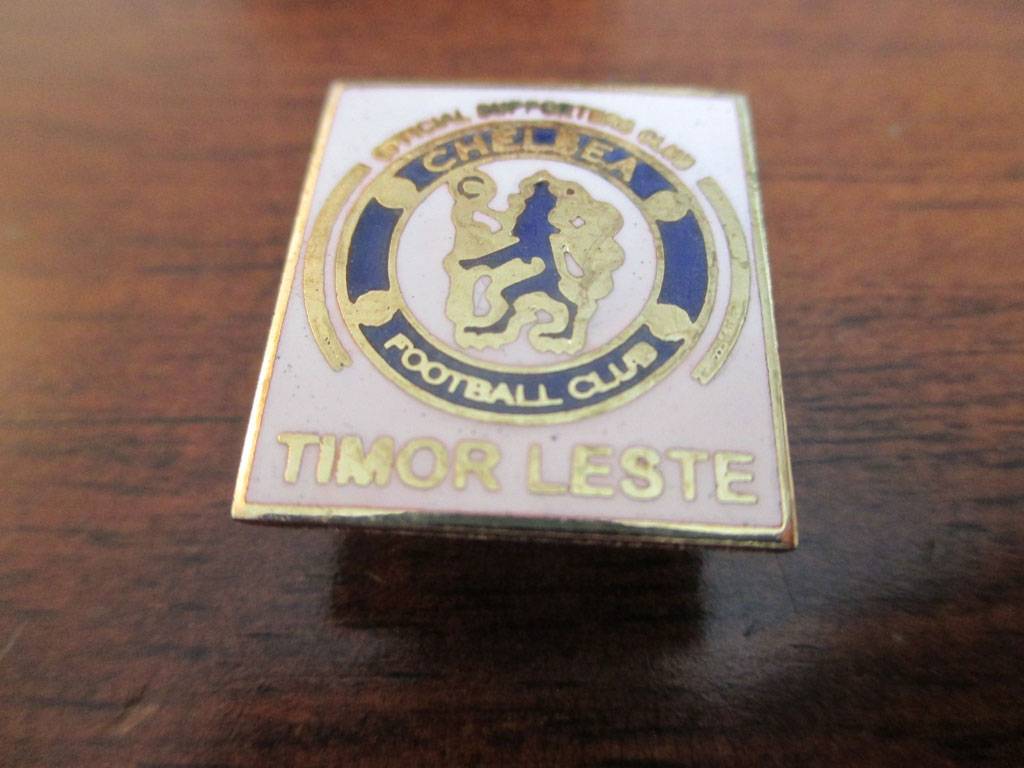 OFFICIAL SUPPORTERS CLUB
CHELSEA
FOOTBALL CLUB
TIMOR LESTE